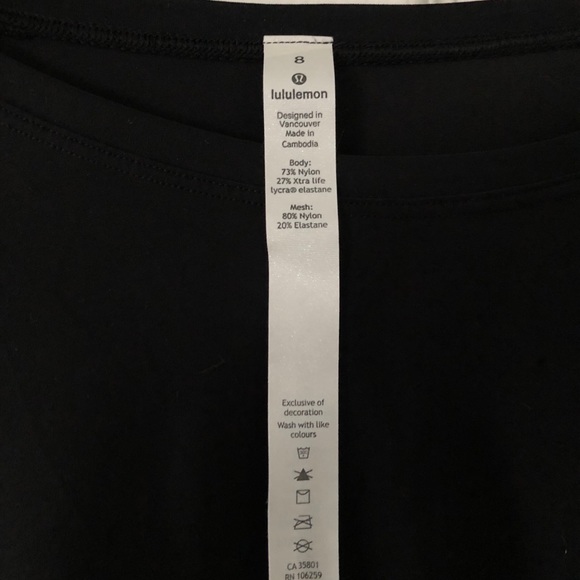 8
lululemon
Designed in
Vancouver
Made in
Cambodia
Body:
73% Nylon
27% Xtra life
lycra® elastane
Mesh:
80% Nylon
20% Elastane
Exclusive of
decoration
Wash with like
colours
CA 35801
RN 106259